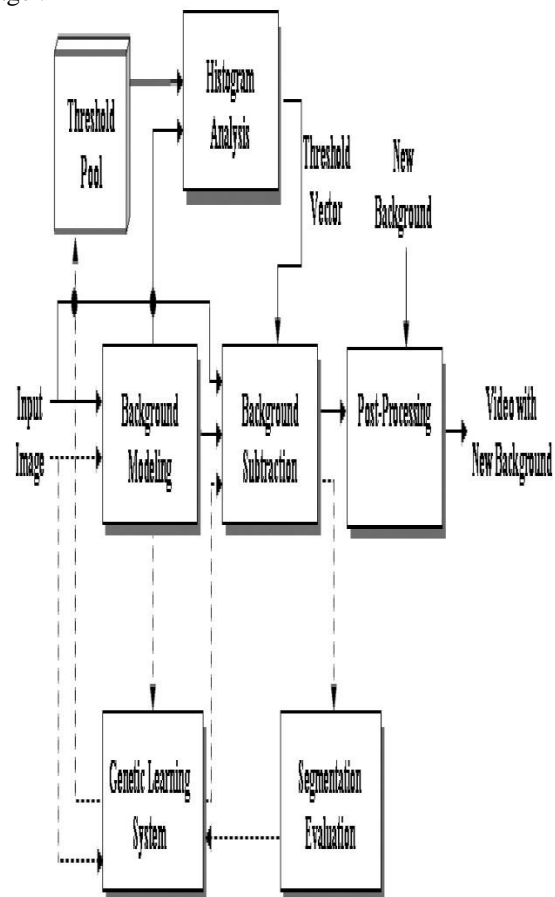 Threshold
Pool
Histogram
Analysis
Threshold
Vector
New
Background
Input
Image
Background
Modeling
Background
Subtraction
Post-Processing
Video with
New Background
Genetic Learning
System
Segmentation
Evaluation